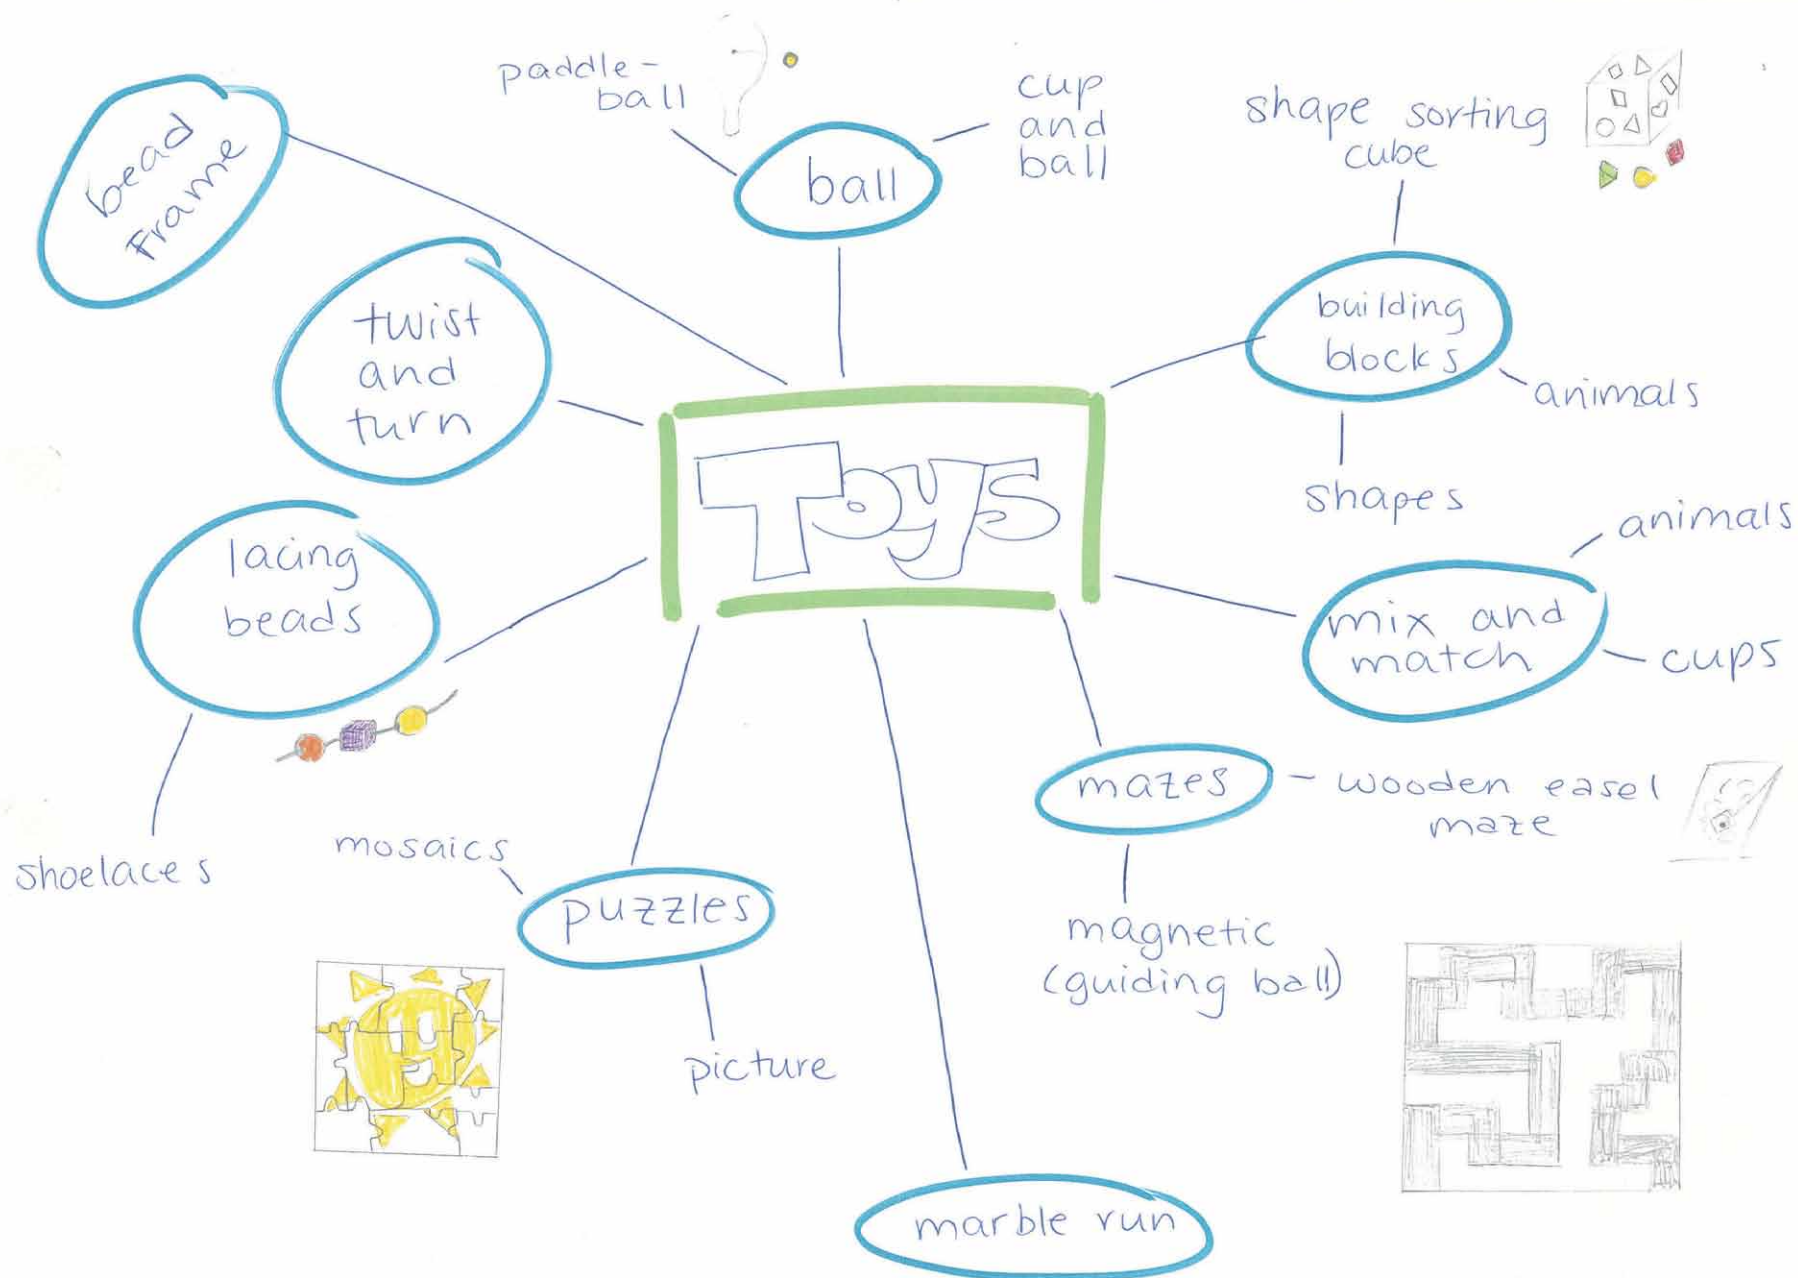 paddle-
ball
cup
and
ball
ball
shape sorting
cube
bead
Frame
building
blocks
animals
shapes
twist
and
turn
Toys
animals
mix and
match
cups
lacing
beads
shoelaces
mazes
wooden easel
maze
magnetic
(guiding ball)
mosaics
puzzles
picture
marble run